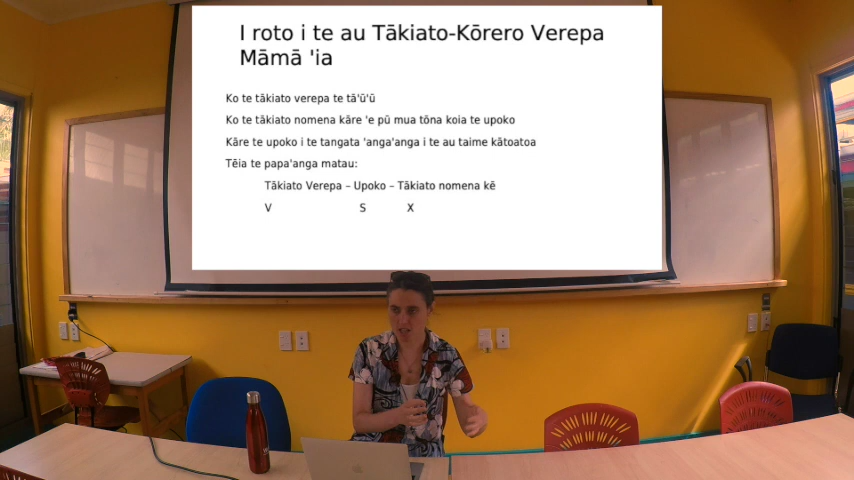 I roto i te au Tākiato-Kōrero Verepa
Māmā 'ia
Ko te tākiato verepa te tā'ū'ū
Ko te tākiato nomena kāre 'e pū mua tōna koia te upoko
Kāre te upoko i te tangata 'anga'anga i te au taime kātoatoa
Tēia te papa'anga matau:
Tākiato Verepa – Upoko – Tākiato nomena kē
V S X